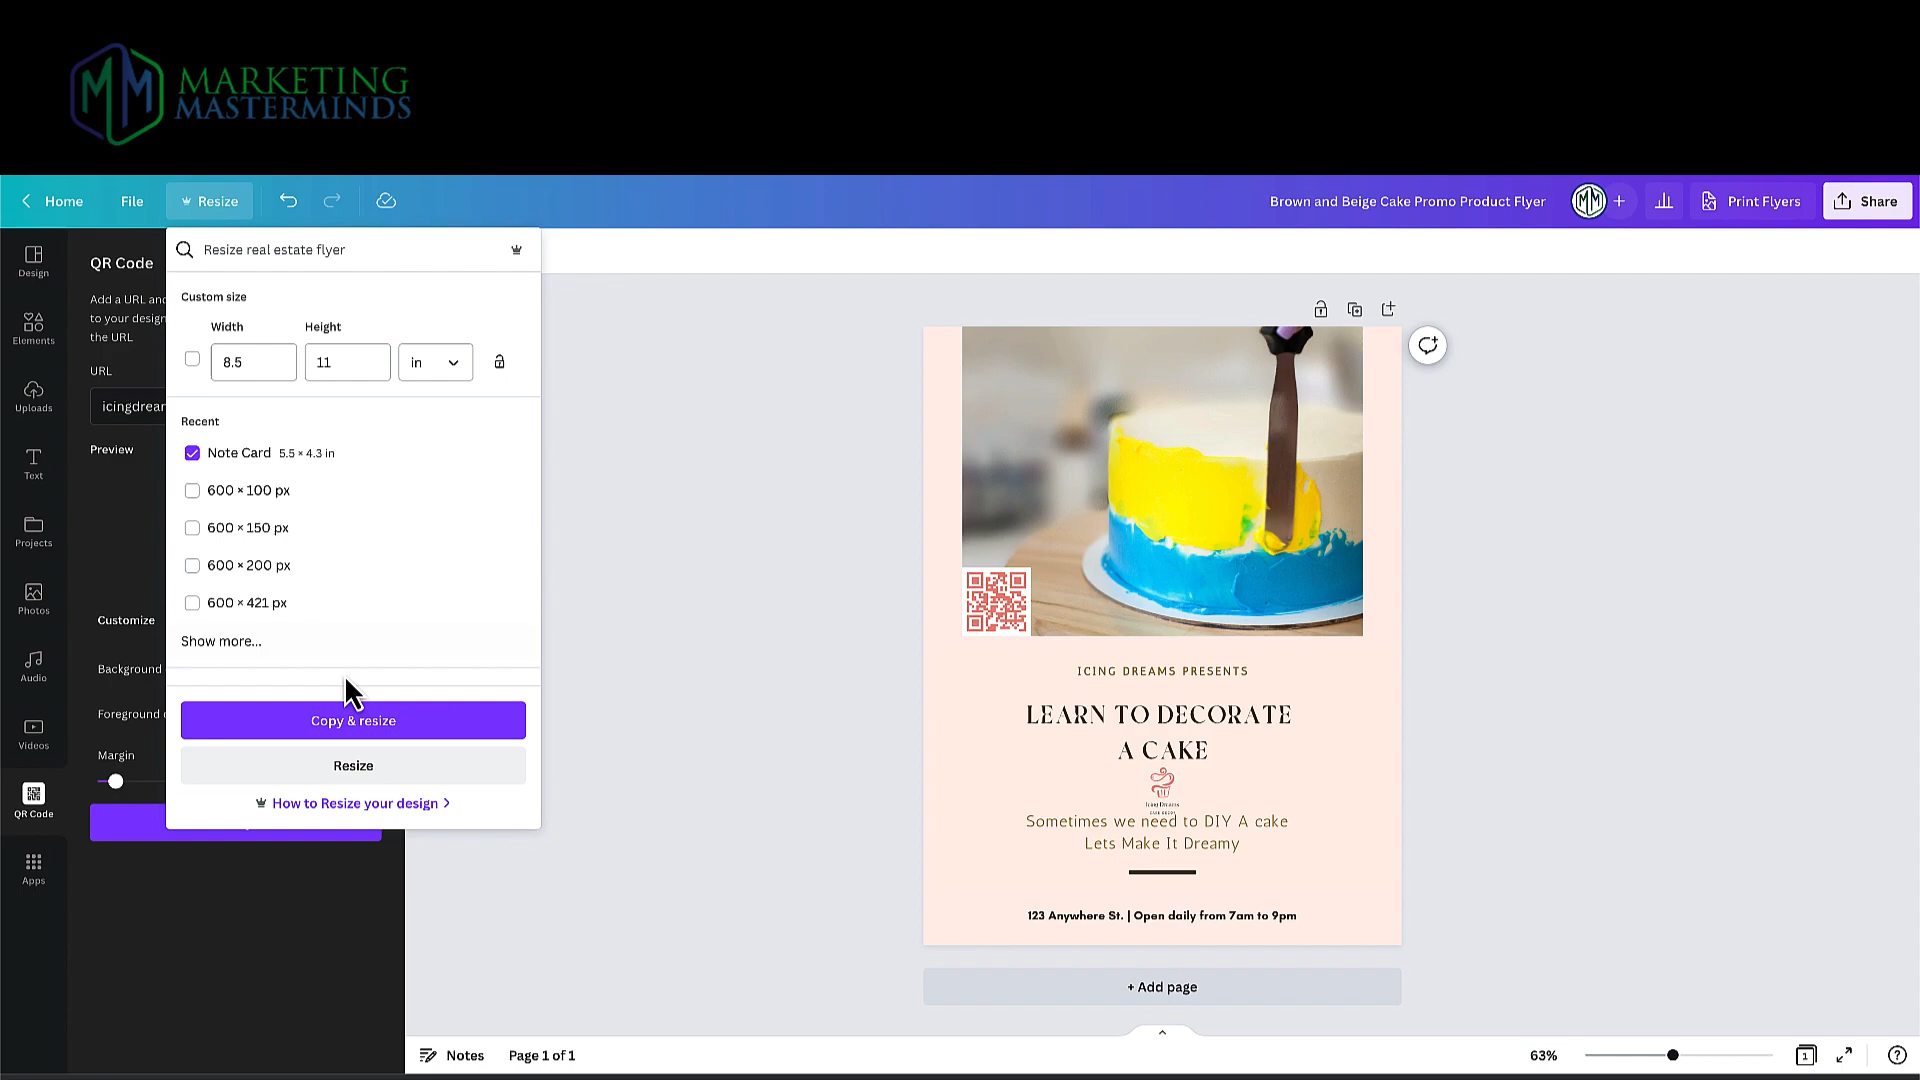 MARKETING
MASTERMINDS
Home
File
Resize
Brown and Beige Cake Promo Product Flyer
Print Flyers
Share
Design
Elements
Uploads
Text
Projects
Photos
Audio
Videos
QR Code
Apps
QR Code
Add a URL and
to your design
the URL
URL
Preview
Customize
Background
Foreground
Margin
Resize real estate flyer
Custom size
Width
Height
8.5
11
in
Recent
Note Card 5.5 × 4.3 in
600 × 100 px
600 × 150 px
600 × 200 px
600 × 421 px
Show more...
Copy & resize
Resize
How to Resize your design
ICING DREAMS PRESENTS
LEARN TO DECORATE
A CAKE
Icing Dreams
Sometimes we need to DIY A cake
Lets Make It Dreamy
123 Anywhere St. | Open daily from 7am to 9pm
+ Add page
Notes
Page 1 of 1
63%
1